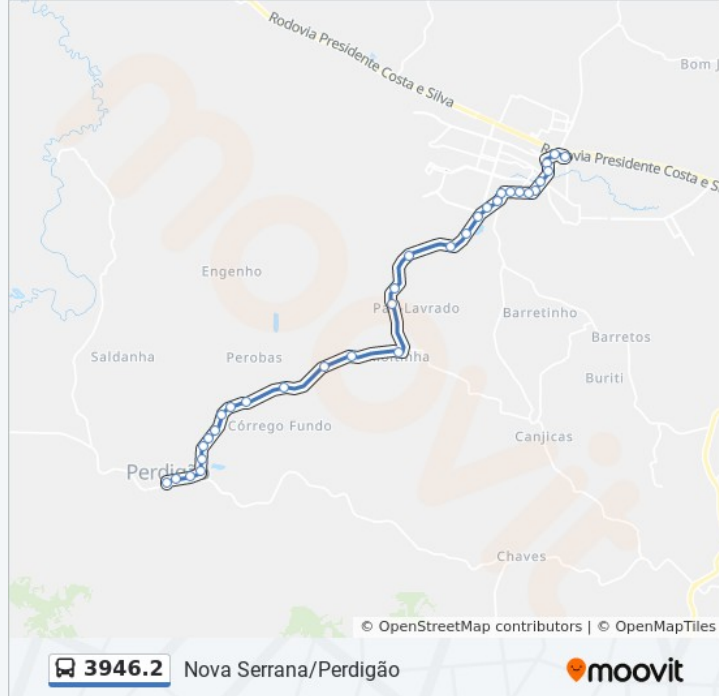 Rodovia Presidente Costa e Silva
Bom J
Rodovia Presidente Costa e S
Engenho
Pau Lavrado
Barretinho
Barretos
Saldanha
Perobas
Buriti
Córrego Fundo
Canjicas
Perdigão
Chaves
moovit
© OpenStreetMap contributors | © OpenMapTiles
3946.2 Nova Serrana/Perdigão
moovit